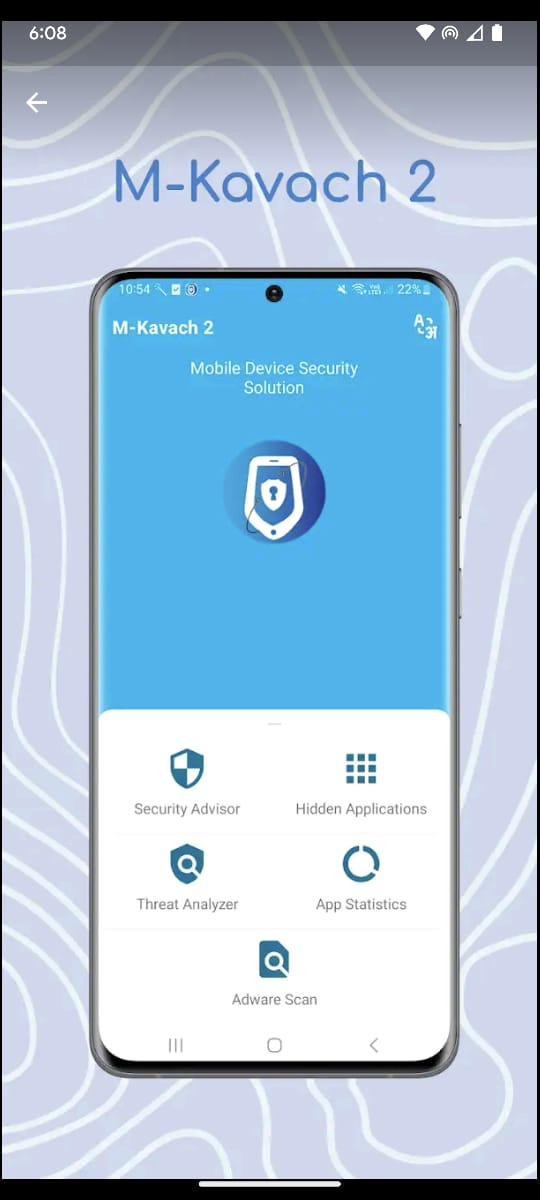 6:08
M-Kavach 2
10:54
22%
M-Kavach 2
A
अ
Mobile Device Security
Solution
Security Advisor
Hidden Applications
Threat Analyzer
App Statistics
Adware Scan